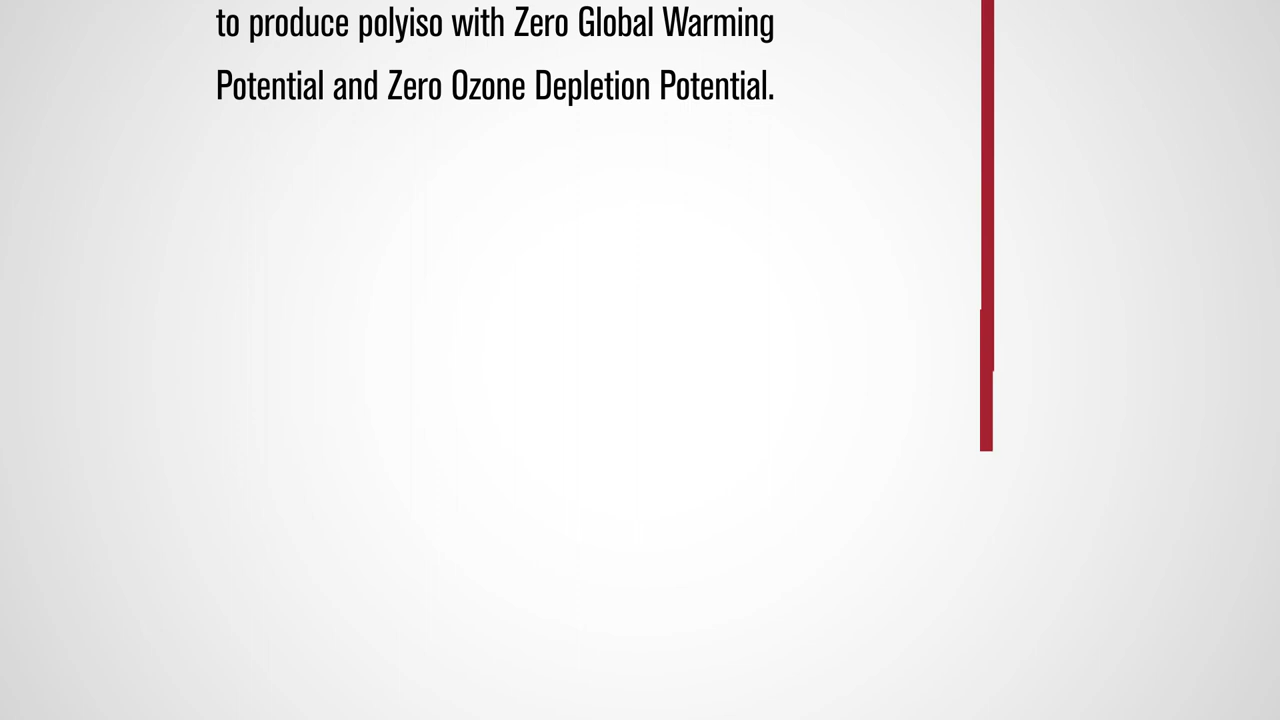 to produce polyiso with Zero Global Warming
Potential and Zero Ozone Depletion Potential.